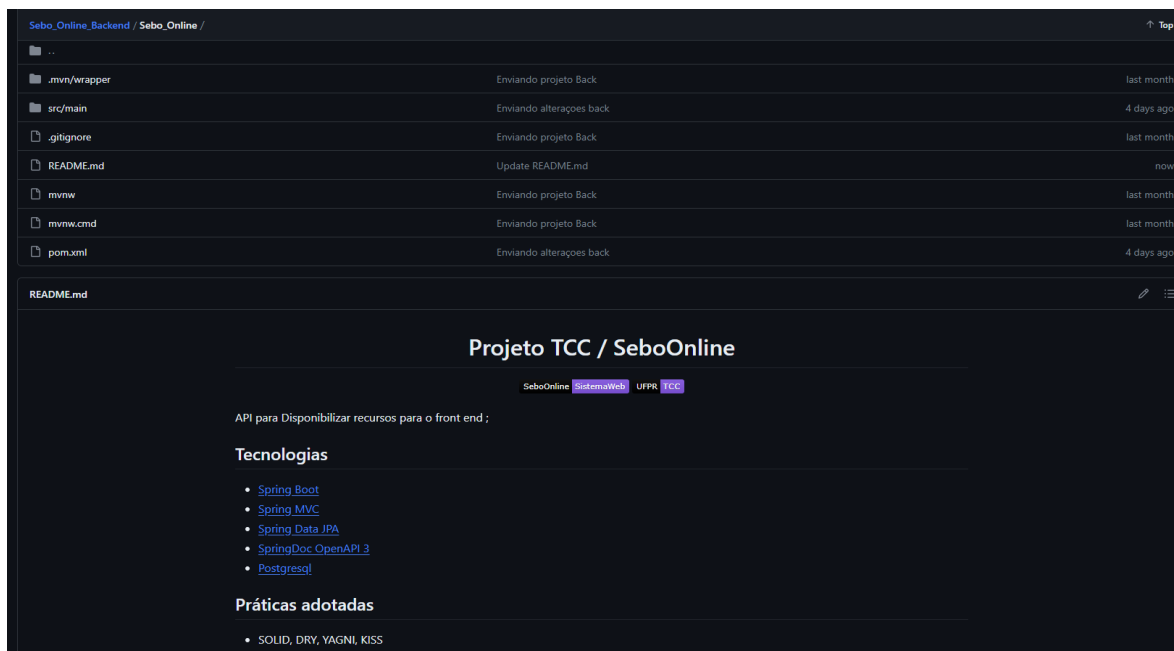 Sebo_Online_Backend / Sebo_Online /
Top
..
.mvn/wrapper Enviando projeto Back last month
src/main Enviando alteraçoes back 4 days ago
.gitignore Enviando projeto Back last month
README.md Update README.md now
mvnw Enviando projeto Back last month
mvnw.cmd Enviando projeto Back last month
pom.xml Enviando alteraçoes back 4 days ago
README.md
Projeto TCC / SeboOnline
SeboOnline SistemaWeb UFPR TCC
API para Disponibilizar recursos para o front end ;
Tecnologias
• Spring Boot
• Spring MVC
• Spring Data JPA
• SpringDoc OpenAPI 3
• Postgresql
Práticas adotadas
• SOLID, DRY, YAGNI, KISS